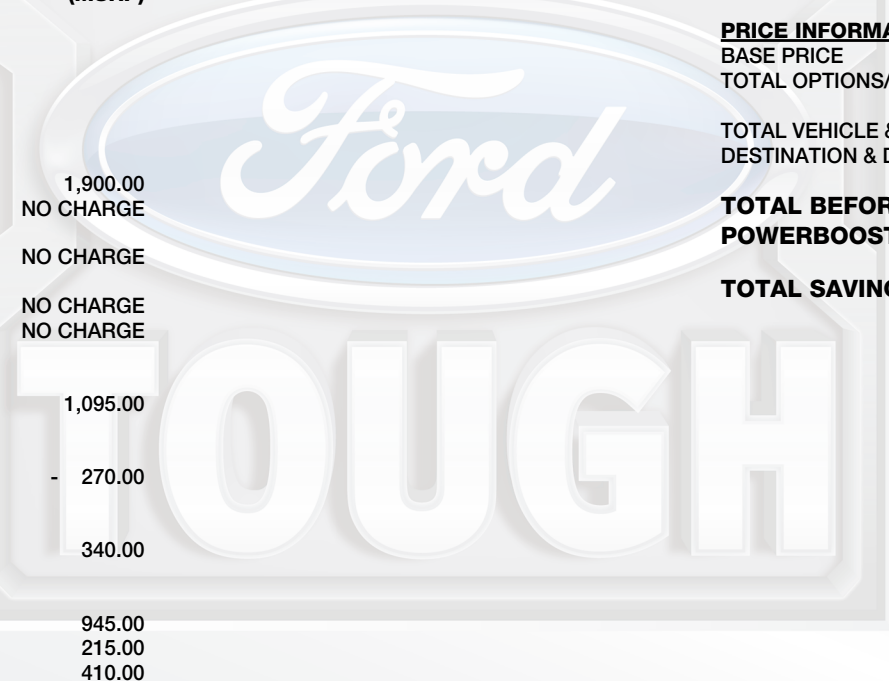 (MSRP)
1,900.00
NO CHARGE
NO CHARGE
NO CHARGE
NO CHARGE
1,095.00
- 270.00
340.00
945.00
215.00
410.00
PRICE INFORMA
BASE PRICE
TOTAL OPTIONS/
TOTAL VEHICLE &
DESTINATION & D
TOTAL BEFOR
POWERBOOST
TOTAL SAVING
Ford
TOUGH